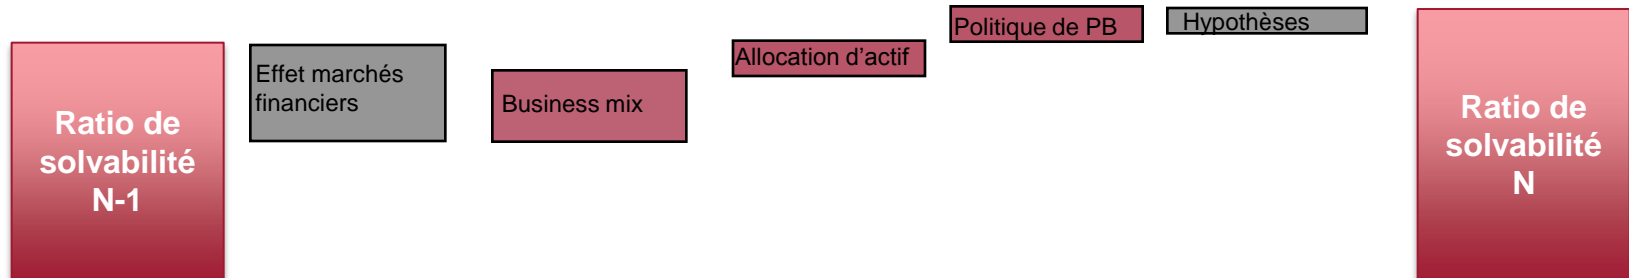 Ratio de
solvabilité
N-1
Effet marchés
financiers
Business mix
Allocation d’actif
Politique de PB
Hypothèses
Ratio de
solvabilité
N